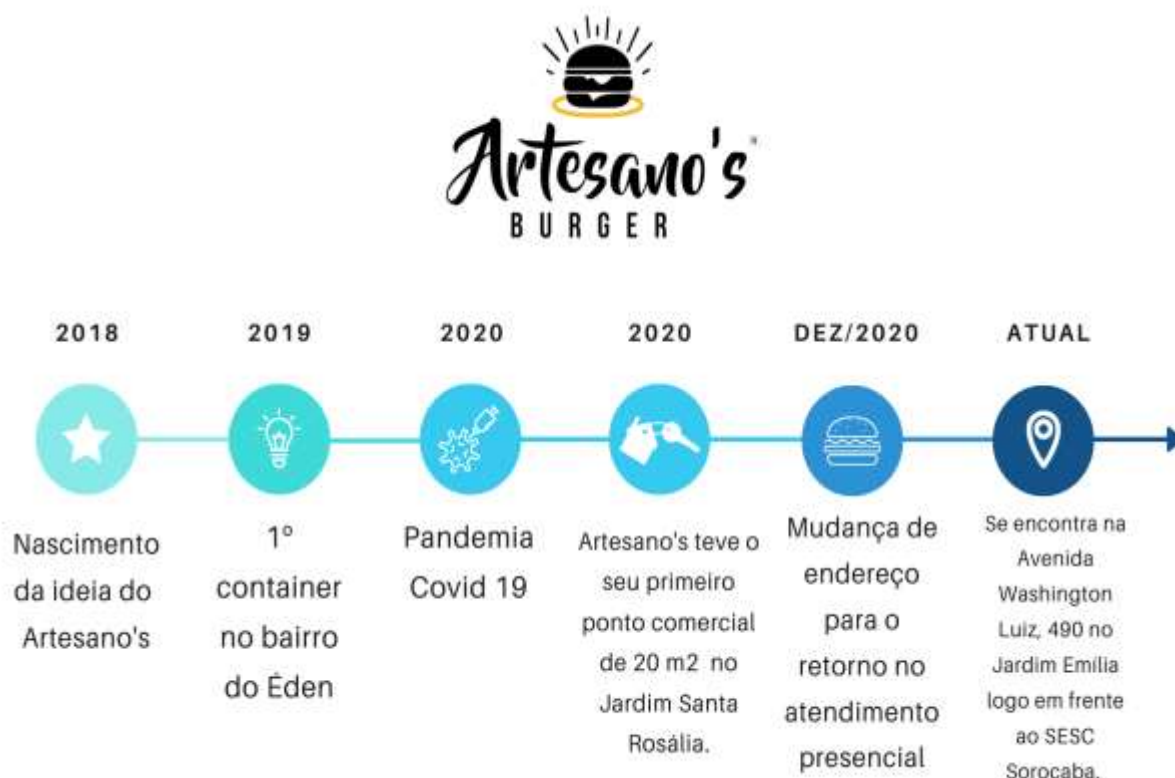 Artesano's
BURGER
2018
2019
2020
2020
DEZ/2020
ATUAL
Nascimento
da ideia do
Artesano's
1º
container
no bairro
do Éden
Pandemia
Covid 19
Artesano's teve o
seu primeiro
ponto comercial
de 20 m2 no
Jardim Santa
Rosália.
Mudança de
endereço
para o
retorno no
atendimento
presencial
Se encontra na
Avenida
Washington
Luiz, 490 no
Jardim Emília
logo em frente
ao SESC
Sorocaba.